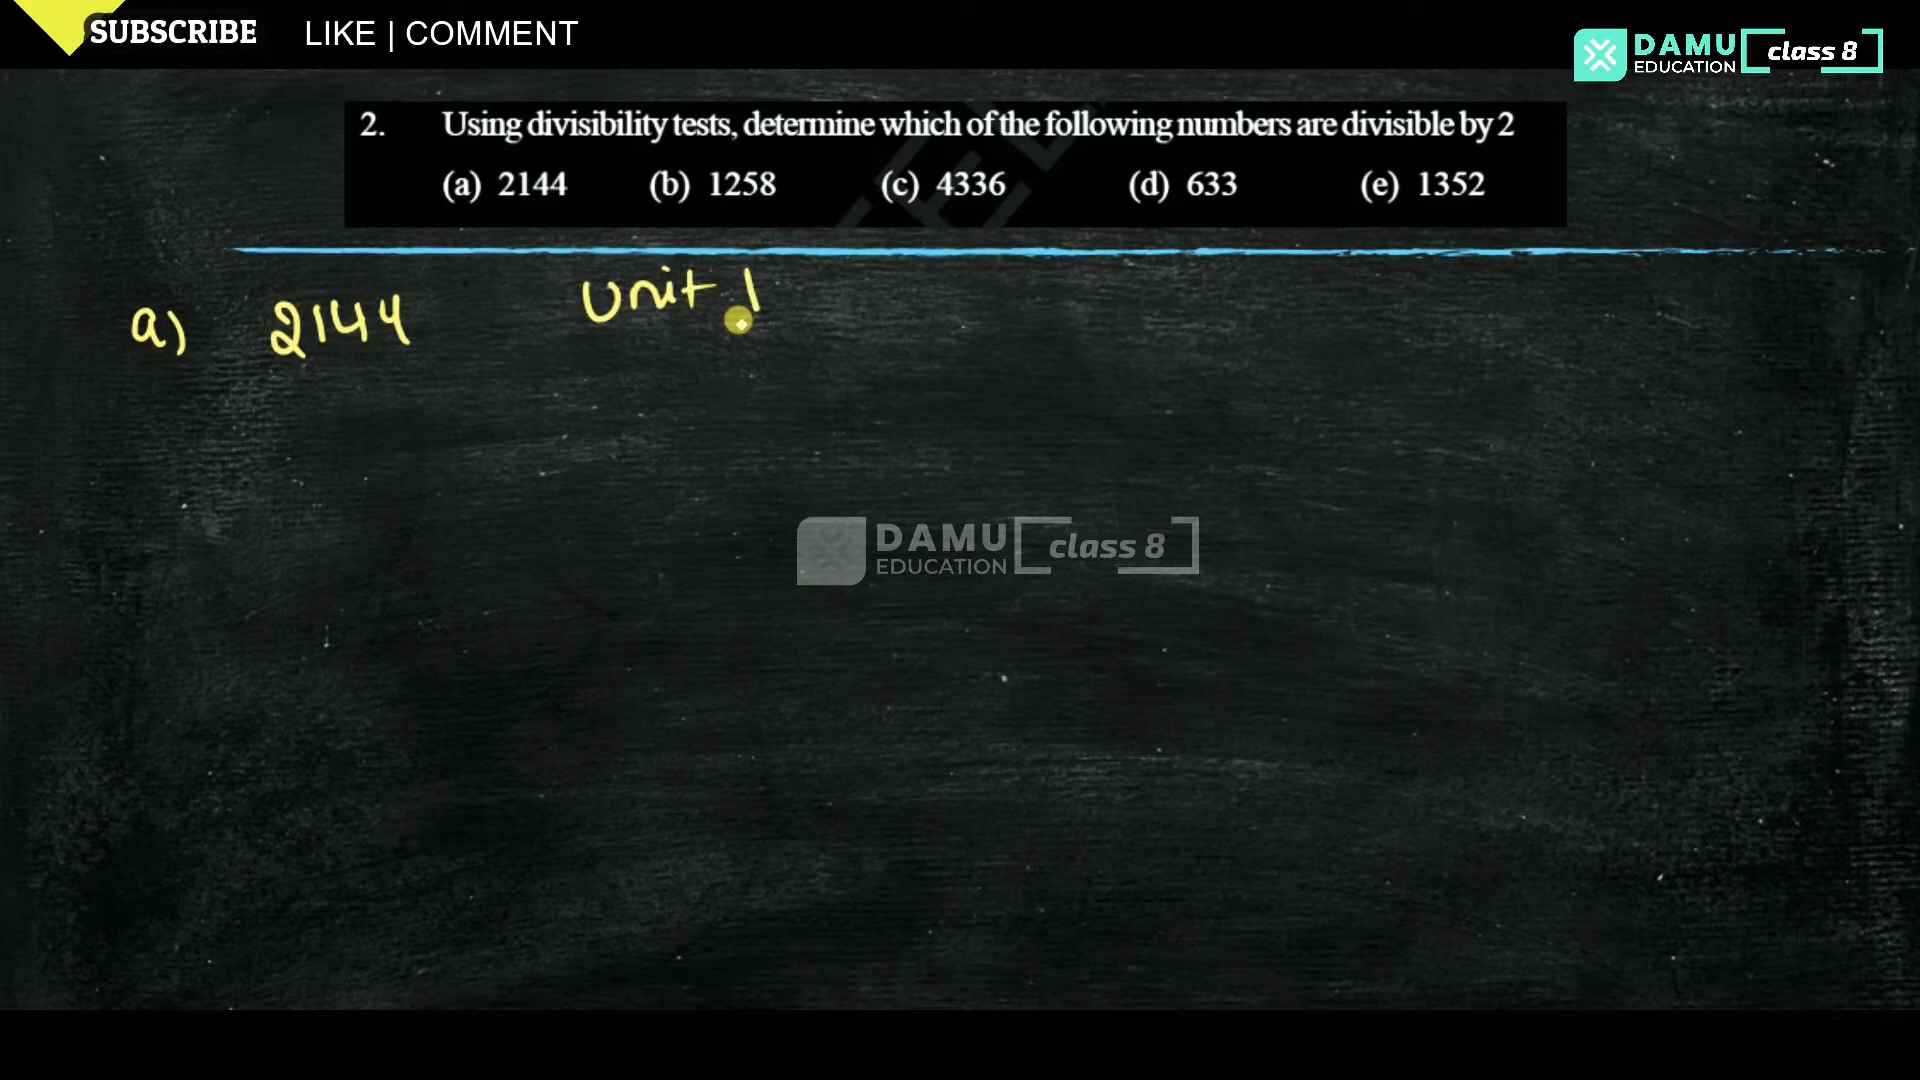 SUBSCRIBE LIKE | COMMENT
DAMU EDUCATION class 8
2. Using divisibility tests, determine which of the following numbers are divisible by 2
(a) 2144 (b) 1258 (c) 4336 (d) 633 (e) 1352
a) 2144 Unit
DAMU EDUCATION class 8